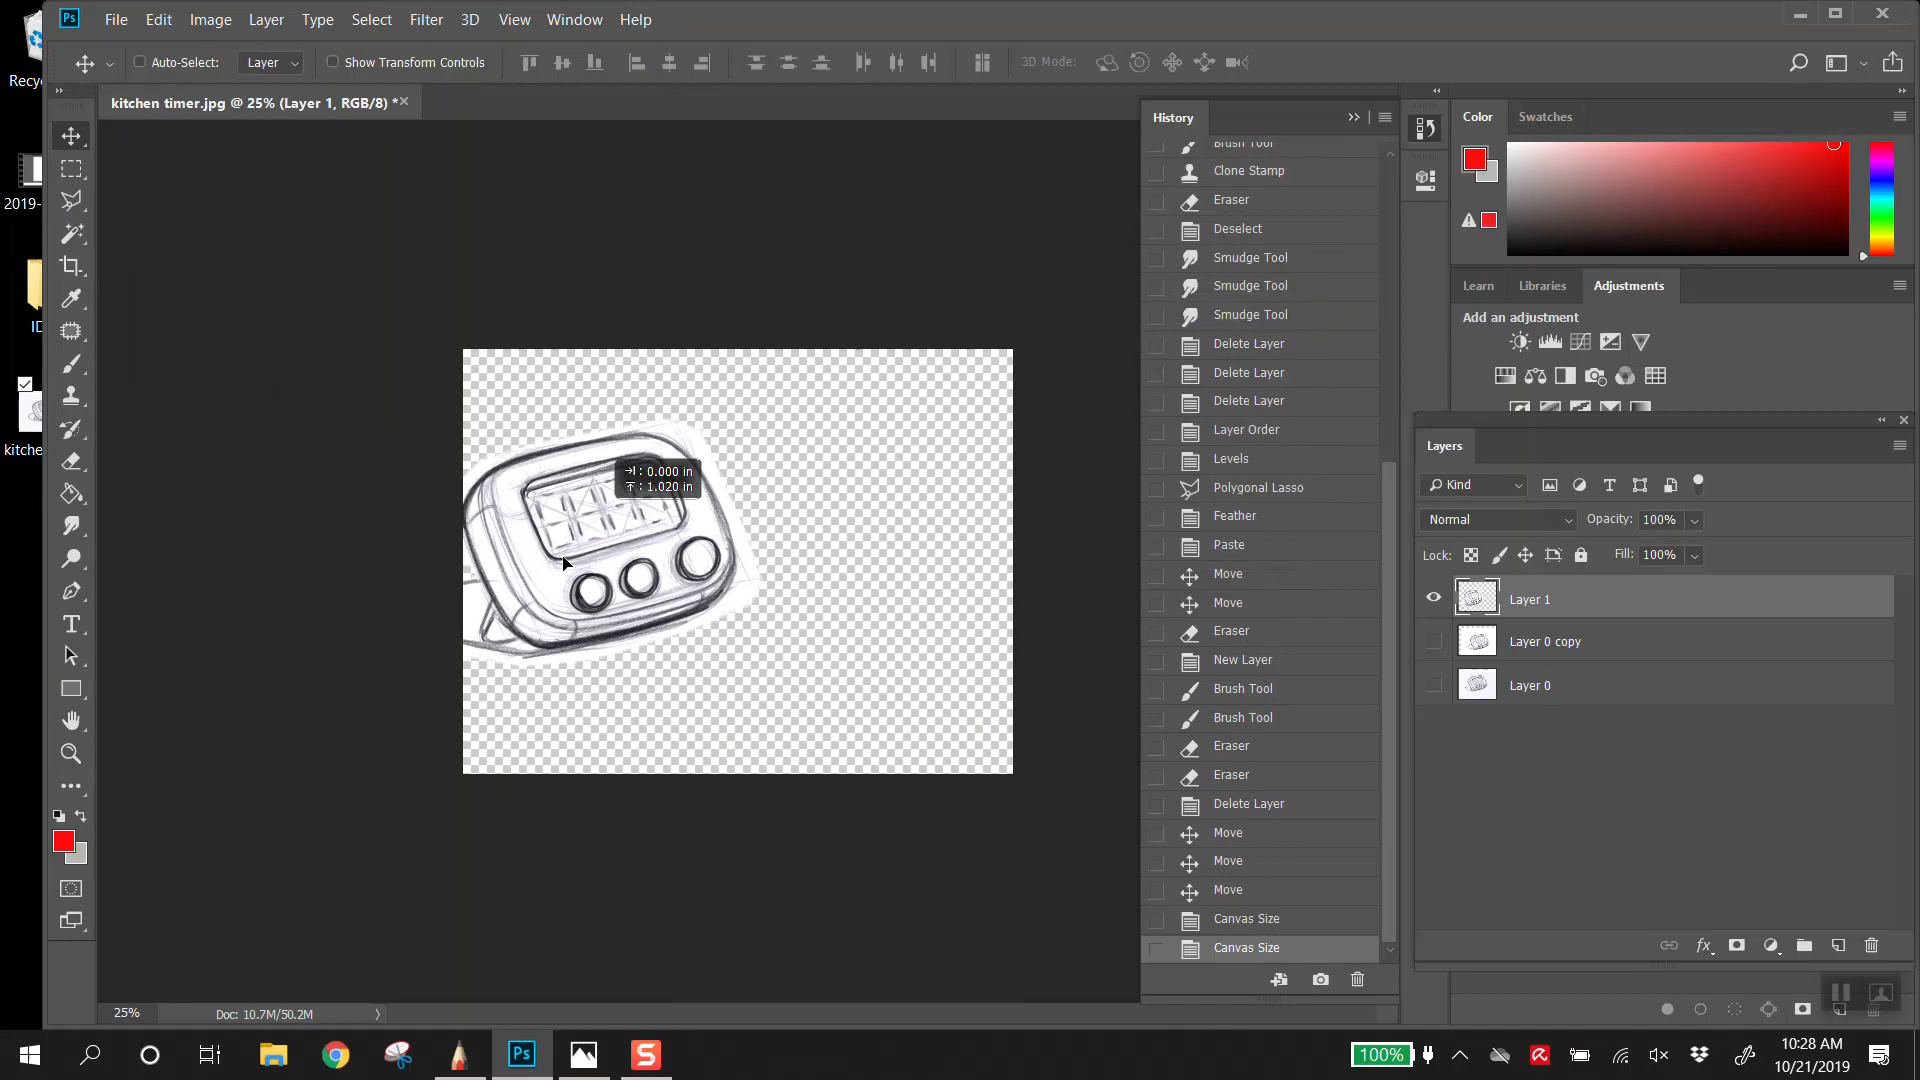 Ps File Edit Image Layer Type Select Filter 3D View Window Help
Auto-Select: Layer Show Transform Controls 3D Mode:
kitchen timer.jpg @ 25% (Layer 1, RGB/8) *
Recyc
2019-
ID
kitche
→: 0.000 in
: 1.020 in
25% Doc: 10.7M/50.2M
History
Brush Tool
Clone Stamp
Eraser
Deselect
Smudge Tool
Smudge Tool
Smudge Tool
Delete Layer
Delete Layer
Delete Layer
Layer Order
Levels
Polygonal Lasso
Feather
Paste
Move
Move
Eraser
New Layer
Brush Tool
Brush Tool
Eraser
Eraser
Delete Layer
Move
Move
Move
Canvas Size
Canvas Size
Color Swatches
Learn Libraries Adjustments
Add an adjustment
Layers
Kind
Normal Opacity: 100%
Lock: Fill: 100%
Layer 1
Layer 0 copy
Layer 0
fx
Ps S 100% 10:28 AM
10/21/2019